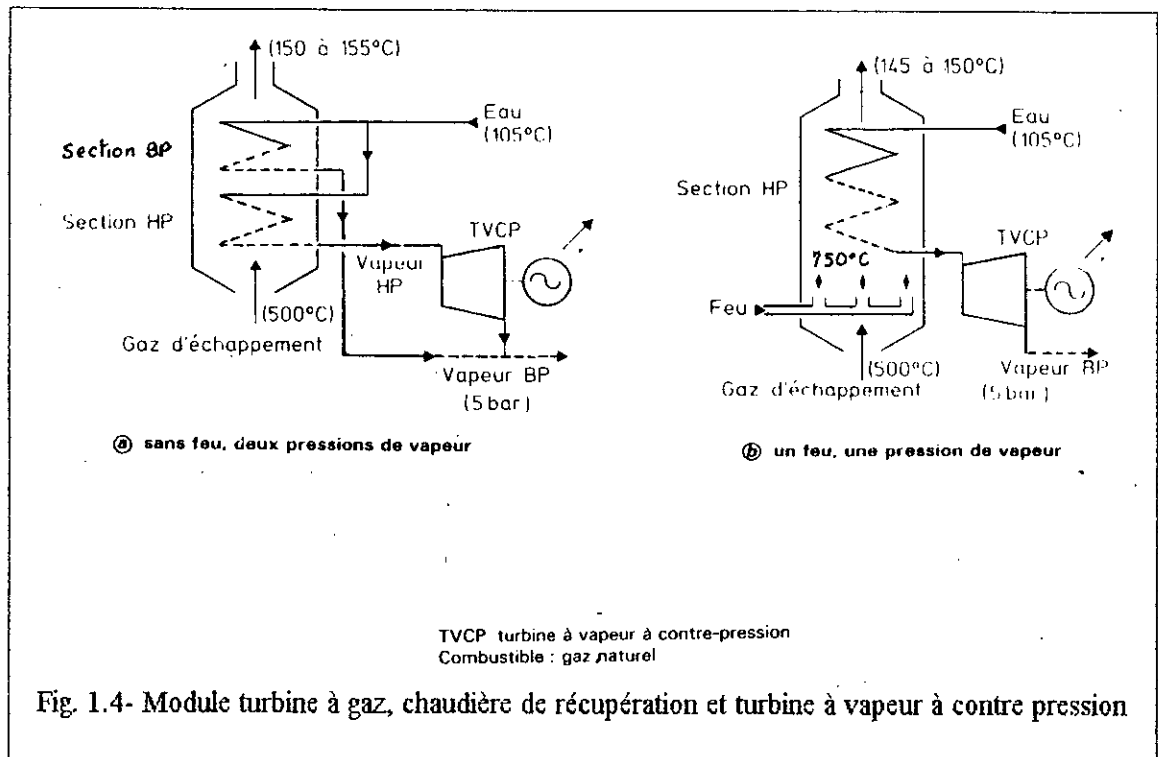 (150 à 155°C)
Eau
(105°C)
Section BP
Section HP
TVCP
Vapeur
HP
(500°C)
Gaz d'échappement
Vapeur BP
(5 bar)
ⓐ sans feu, deux pressions de vapeur
(145 à 150°C)
Eau
(105°C)
Section HP
TVCP
750°C
Feu
(500°C)
Gaz d'échappement
Vapeur BP
(5 bar)
ⓑ un feu, une pression de vapeur
TVCP turbine à vapeur à contre-pression
Combustible : gaz naturel
Fig. 1.4- Module turbine à gaz, chaudière de récupération et turbine à vapeur à contre pression